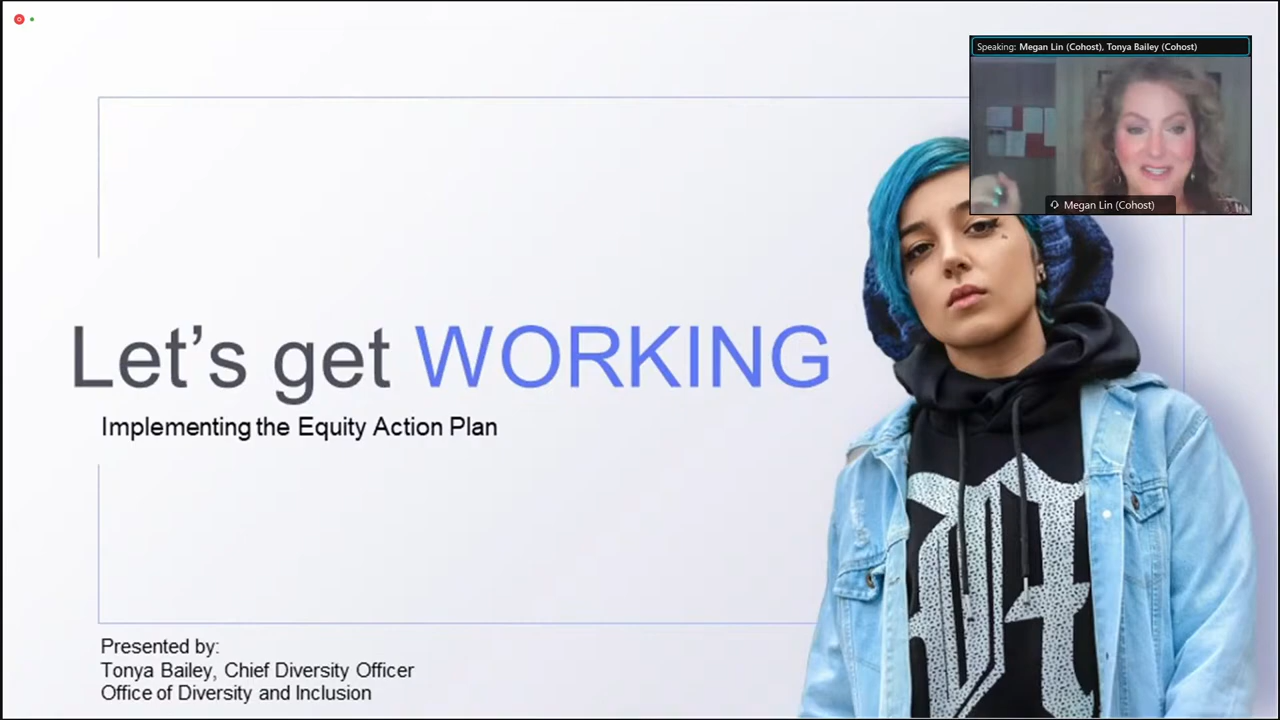 Speaking: Megan Lin (Cohost), Tonya Bailey (Cohost)
Megan Lin (Cohost)
Let's get WORKING
Implementing the Equity Action Plan
Presented by:
Tonya Bailey, Chief Diversity Officer
Office of Diversity and Inclusion